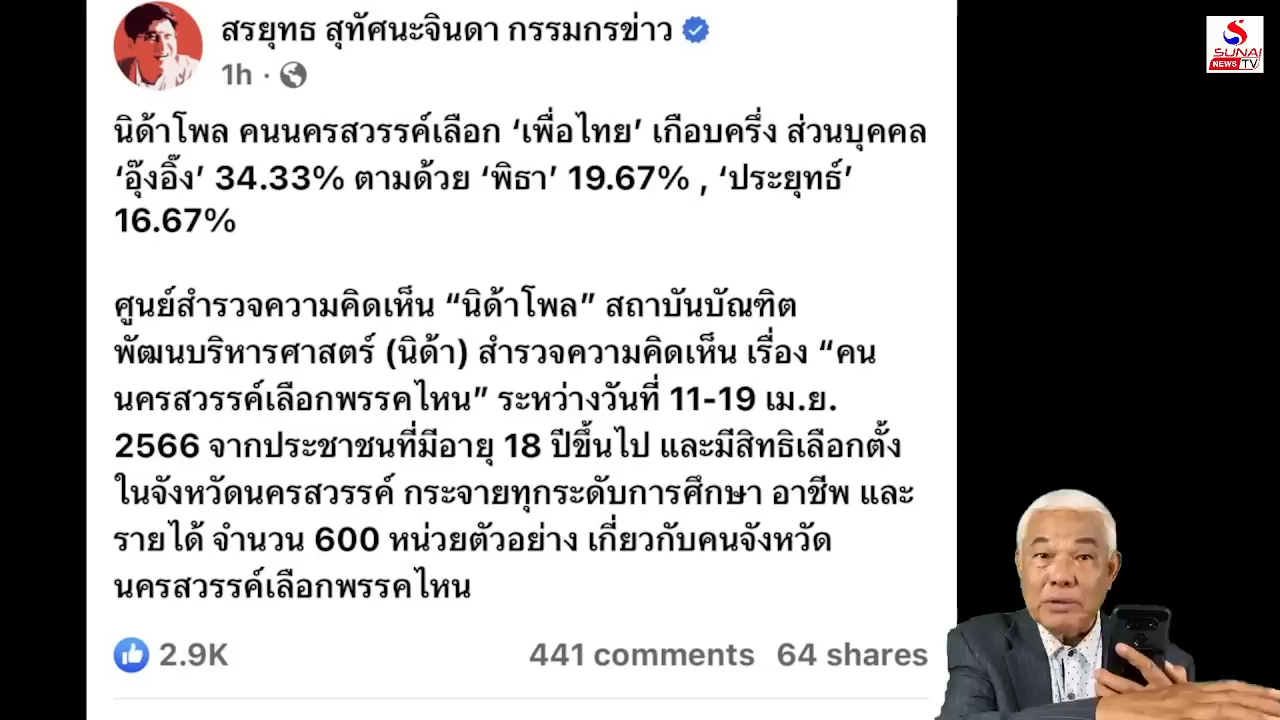 สรยุทธ สุทัศนะจินดา กรรมกรข่าว
1h ·
นิด้าโพล คนนครสวรรค์เลือก ‘เพื่อไทย’ เกือบครึ่ง ส่วนบุคคล
‘อุ๊งอิ๊ง’ 34.33% ตามด้วย ‘พิธา’ 19.67% , ‘ประยุทธ์’
16.67%
ศูนย์สำรวจความคิดเห็น “นิด้าโพล” สถาบันบัณฑิต
พัฒนบริหารศาสตร์ (นิด้า) สำรวจความคิดเห็น เรื่อง “คน
นครสวรรค์เลือกพรรคไหน” ระหว่างวันที่ 11-19 เม.ย.
2566 จากประชาชนที่มีอายุ 18 ปีขึ้นไป และมีสิทธิเลือกตั้ง
ในจังหวัดนครสวรรค์ กระจายทุกระดับการศึกษา อาชีพ และ
รายได้ จำนวน 600 หน่วยตัวอย่าง เกี่ยวกับคนจังหวัด
นครสวรรค์เลือกพรรคไหน
2.9K 441 comments 64 shares
SUNAI
NEWS TV